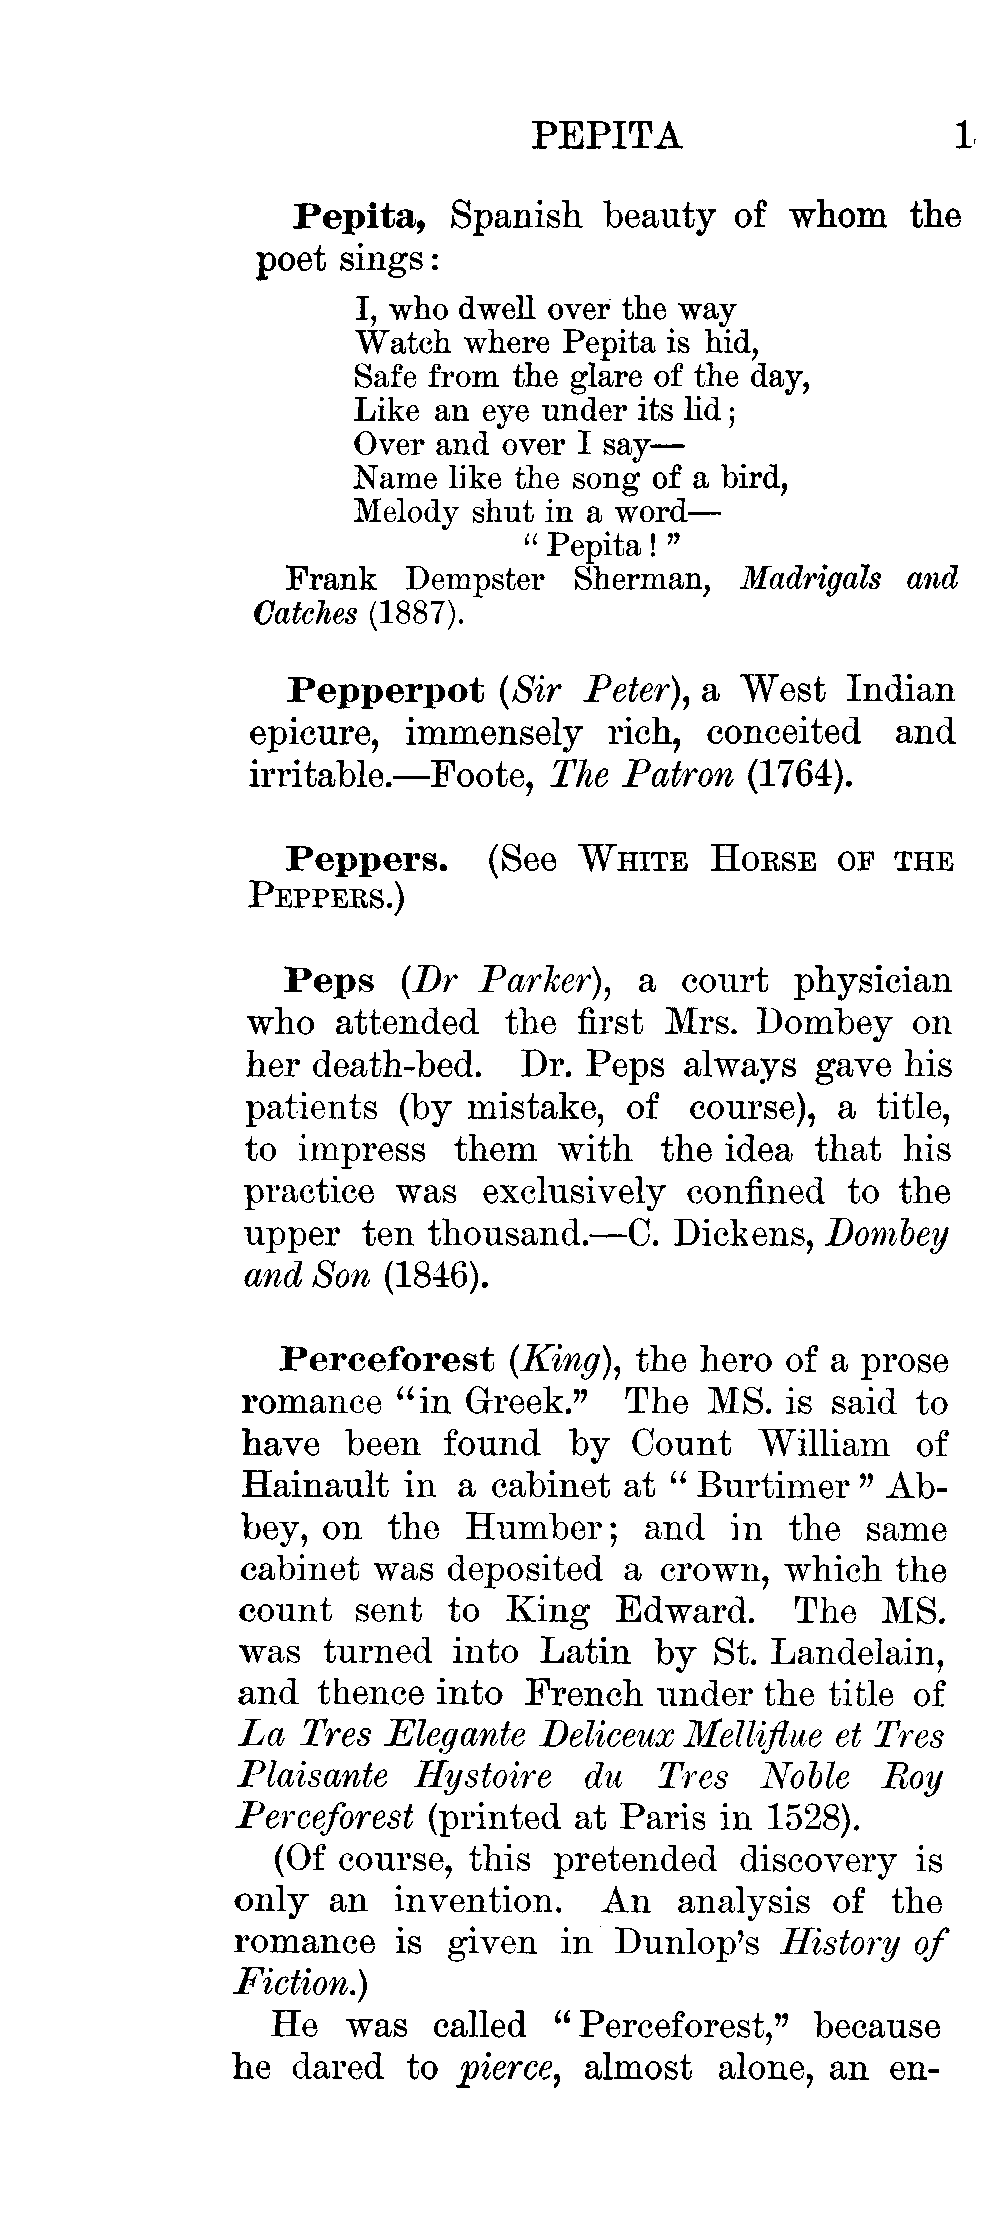 PEPITA 1
Pepita, Spanish beauty of whom the
poet sings:
I, who dwell over the way
Watch where Pepita is hid,
Safe from the glare of the day,
Like an eye under its lid;
Over and over I say—
Name like the song of a bird,
Melody shut in a word—
"Pepita!"
Frank Dempster Sherman, Madrigals and
Catches (1887).
Pepperpot (Sir Peter), a West Indian
epicure, immensely rich, conceited and
irritable.—Foote, The Patron (1764).
Peppers. (See WHITE HORSE OF THE
PEPPERS.)
Peps (Dr Parker), a court physician
who attended the first Mrs. Dombey on
her death-bed. Dr. Peps always gave his
patients (by mistake, of course), a title,
to impress them with the idea that his
practice was exclusively confined to the
upper ten thousand.—C. Dickens, Dombey
and Son (1846).
Perceforest (King), the hero of a prose
romance "in Greek." The MS. is said to
have been found by Count William of
Hainault in a cabinet at "Burtimer" Ab-
bey, on the Humber; and in the same
cabinet was deposited a crown, which the
count sent to King Edward. The MS.
was turned into Latin by St. Landelain,
and thence into French under the title of
La Tres Elegante Deliceux Melliflue et Tres
Plaisante Hystoire du Tres Noble Roy
Perceforest (printed at Paris in 1528).
(Of course, this pretended discovery is
only an invention. An analysis of the
romance is given in Dunlop's History of
Fiction.)
He was called "Perceforest," because
he dared to pierce, almost alone, an en-